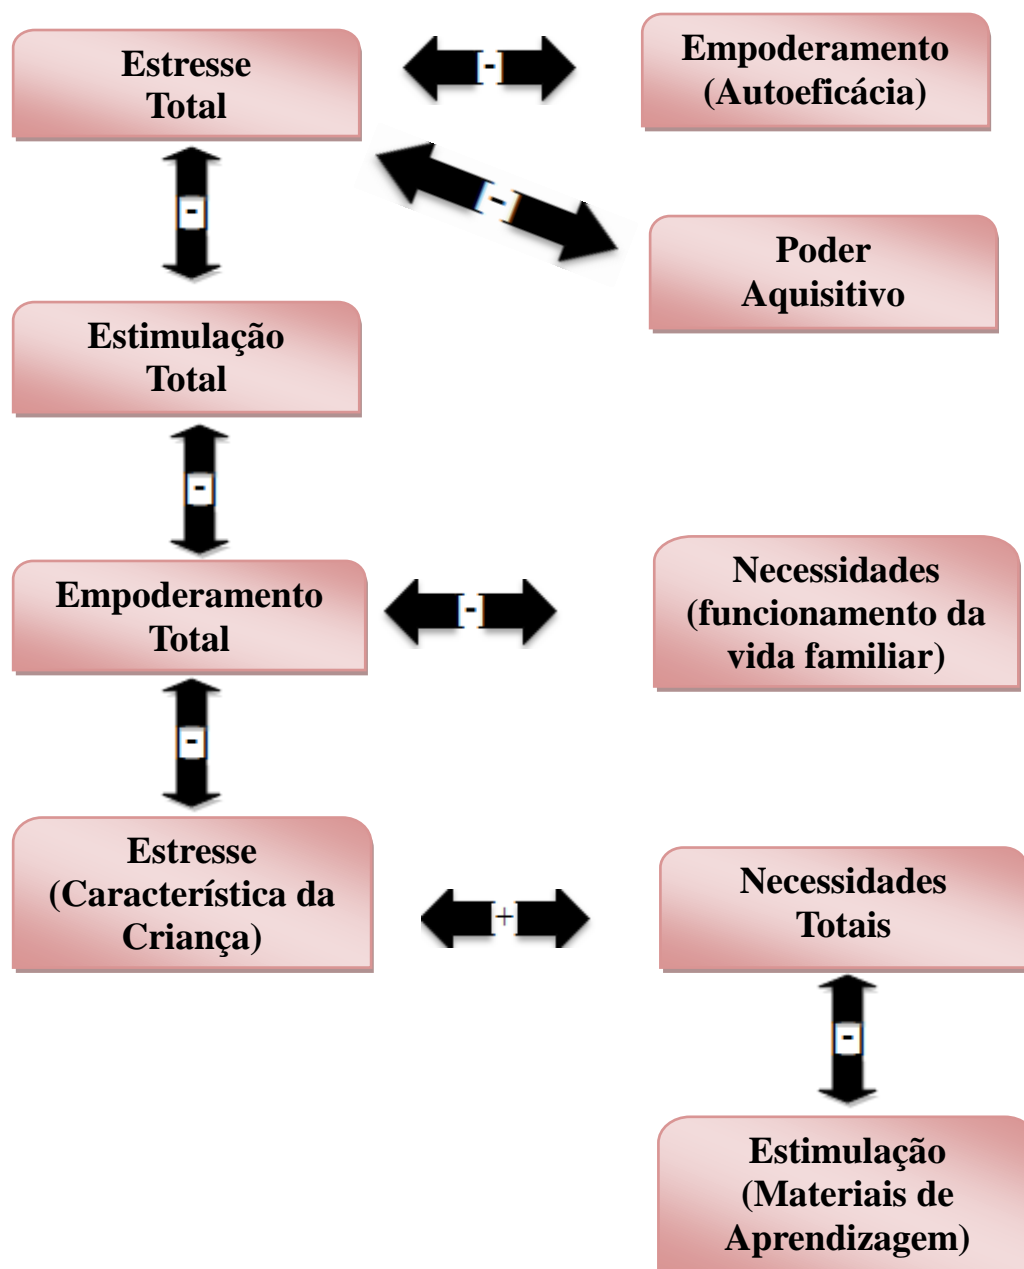 Estresse
Total
[-]
Empoderamento
(Autoeficácia)
[-]
-
Poder
Aquisitivo
Estimulação
Total
-
Empoderamento
Total
[-]
Necessidades
(funcionamento da
vida familiar)
-
Estresse
(Característica da
Criança)
[+]
Necessidades
Totais
-
Estimulação
(Materiais de
Aprendizagem)